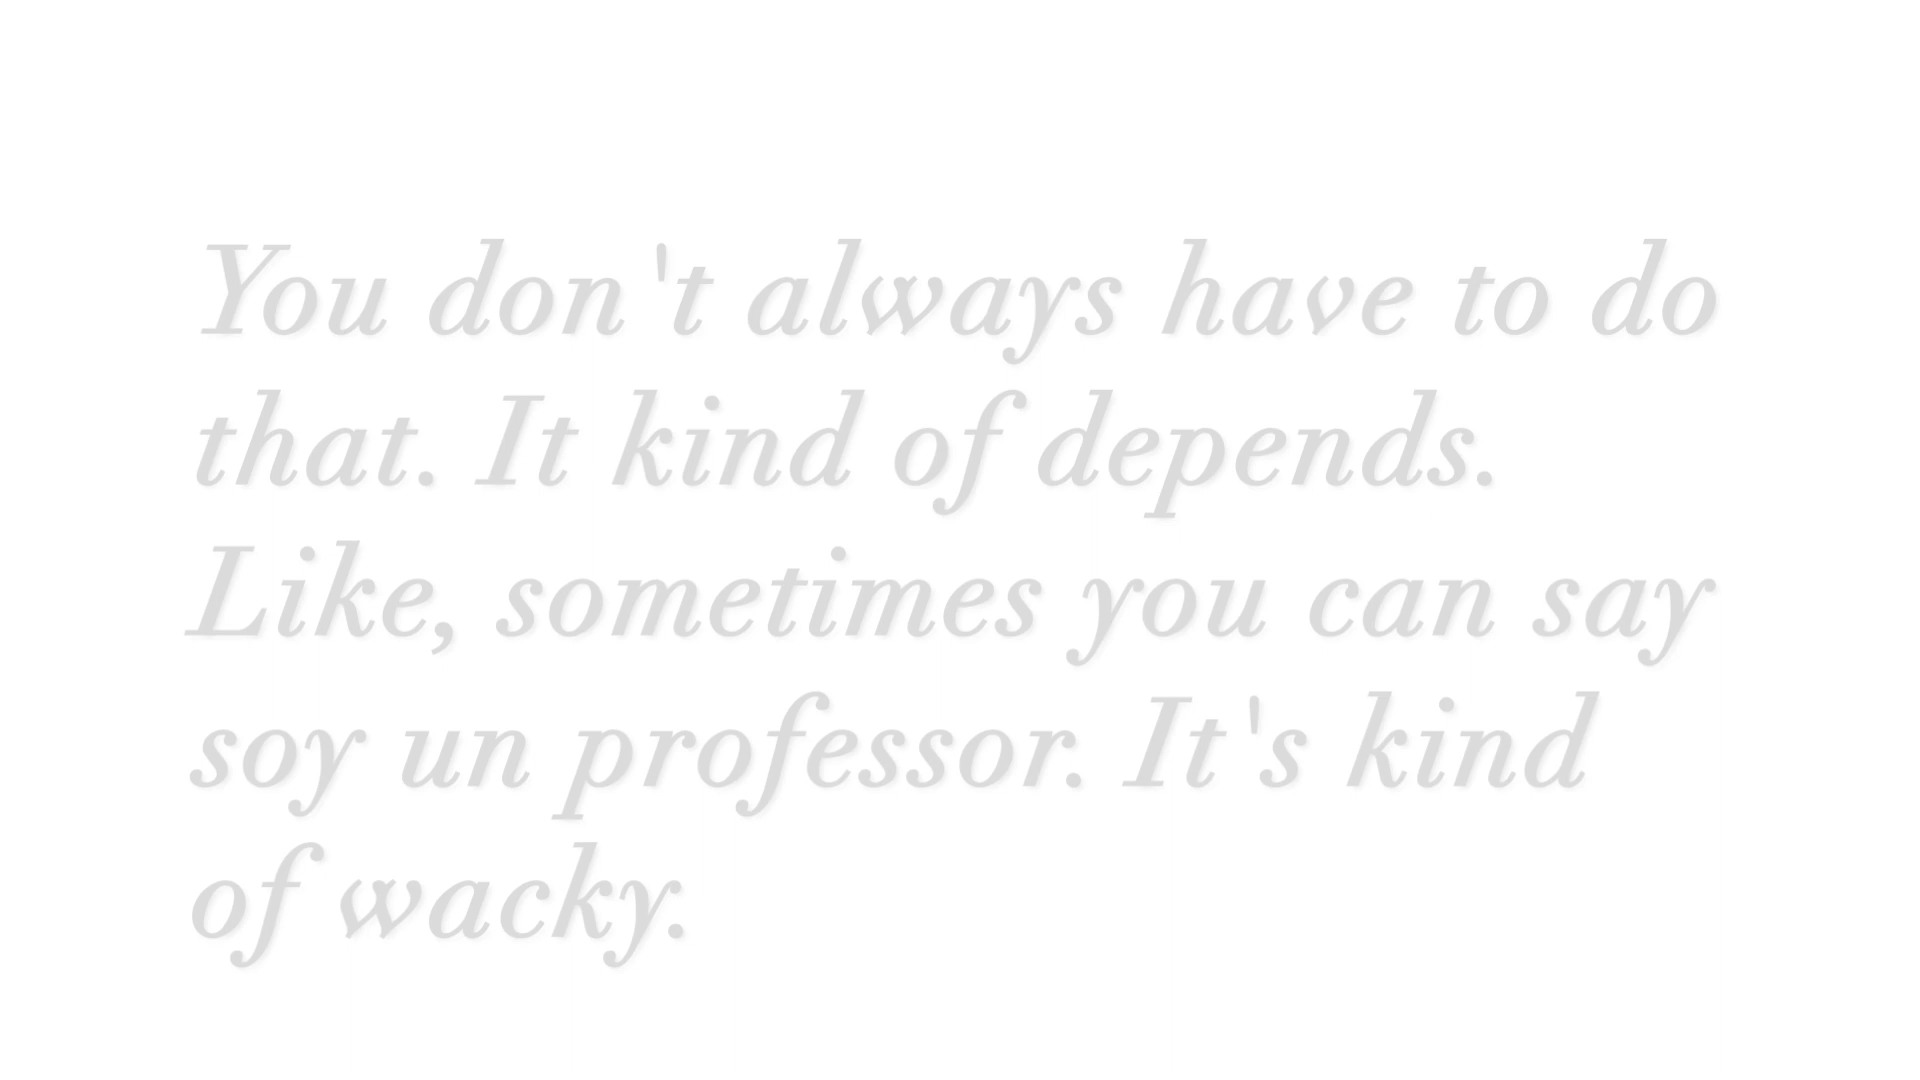 You don't always have to do
that. It kind of depends.
Like, sometimes you can say
soy un professor. It's kind
of wacky.